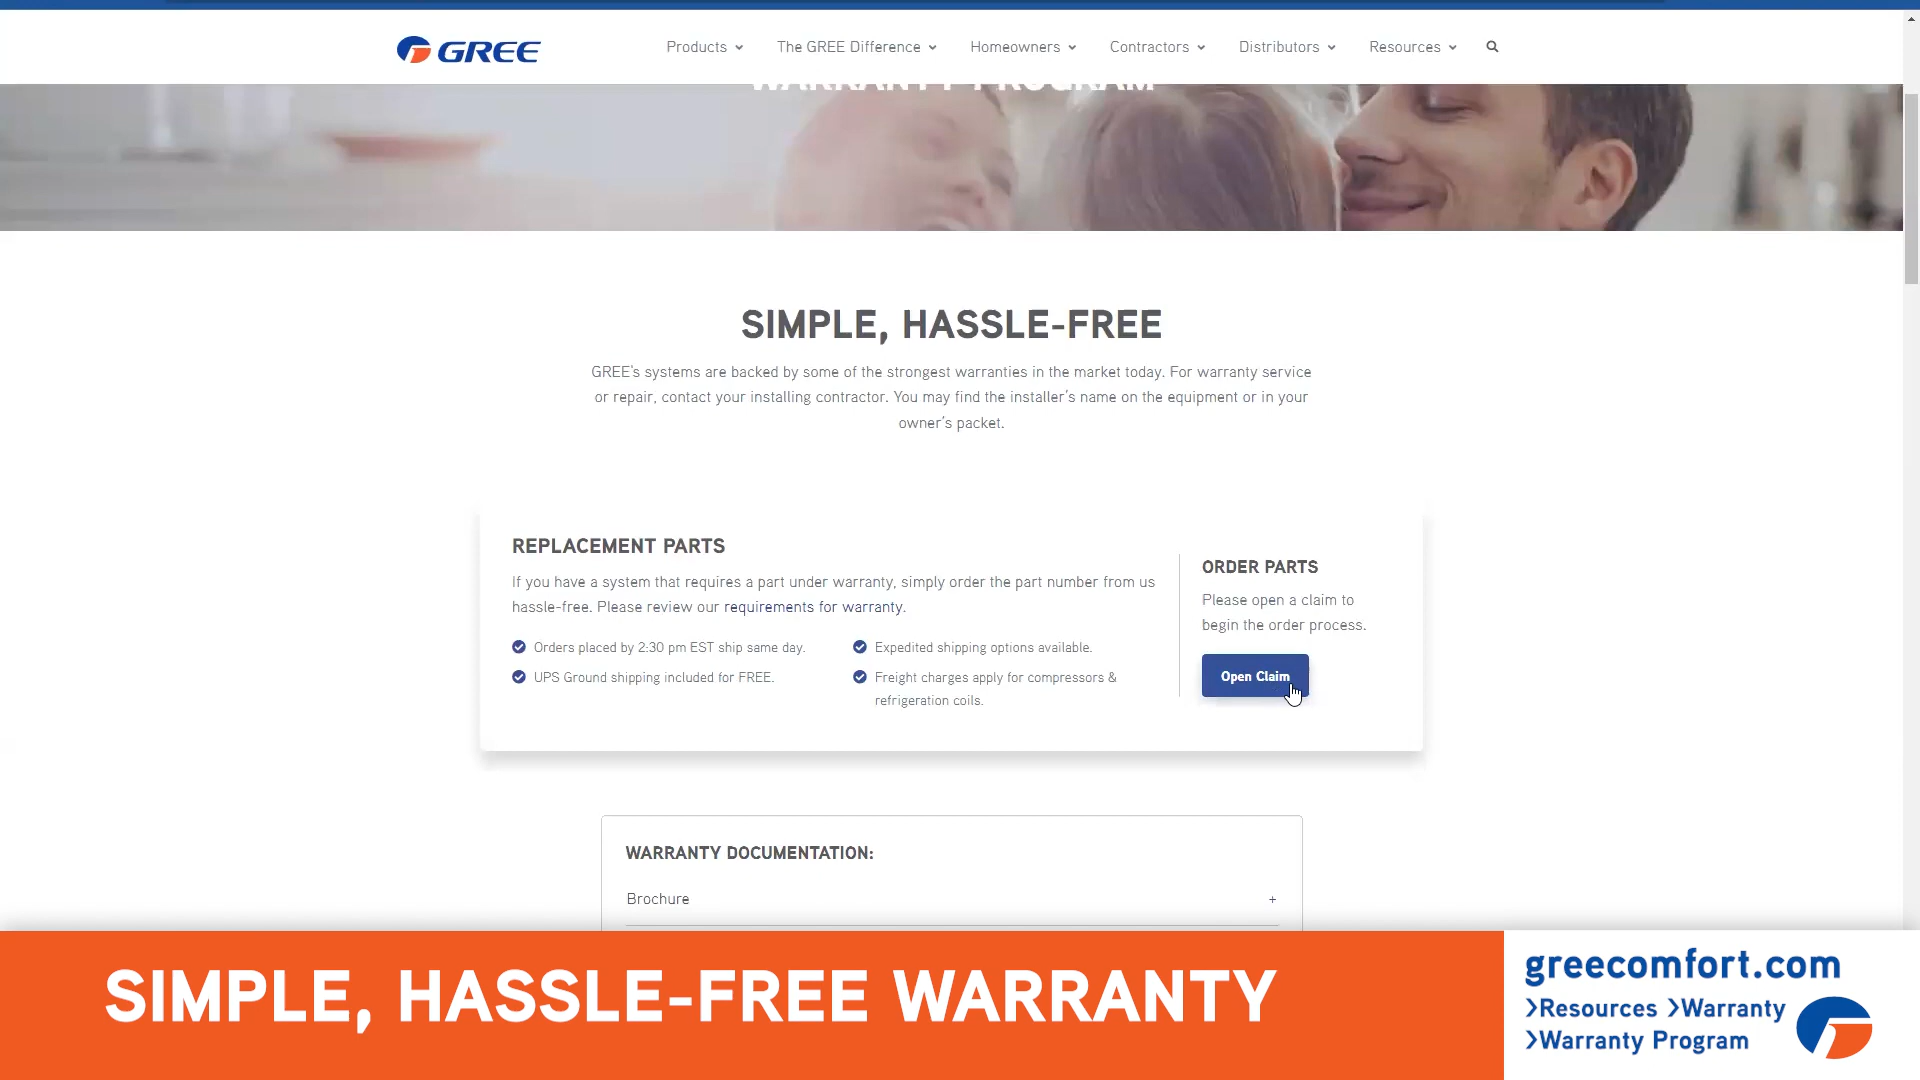 GREE
Products
The GREE Difference
Homeowners
Contractors
Distributors
Resources
WARRANTY PROGRAM
SIMPLE, HASSLE-FREE
GREE's systems are backed by some of the strongest warranties in the market today. For warranty service
or repair, contact your installing contractor. You may find the installer's name on the equipment or in your
owner's packet.
REPLACEMENT PARTS
If you have a system that requires a part under warranty, simply order the part number from us
hassle-free. Please review our requirements for warranty.
Orders placed by 2:30 pm EST ship same day.
UPS Ground shipping included for FREE.
Expedited shipping options available.
Freight charges apply for compressors &
refrigeration coils.
ORDER PARTS
Please open a claim to
begin the order process.
Open Claim
WARRANTY DOCUMENTATION:
Brochure +
SIMPLE, HASSLE-FREE WARRANTY
greecomfort.com
>Resources >Warranty
>Warranty Program